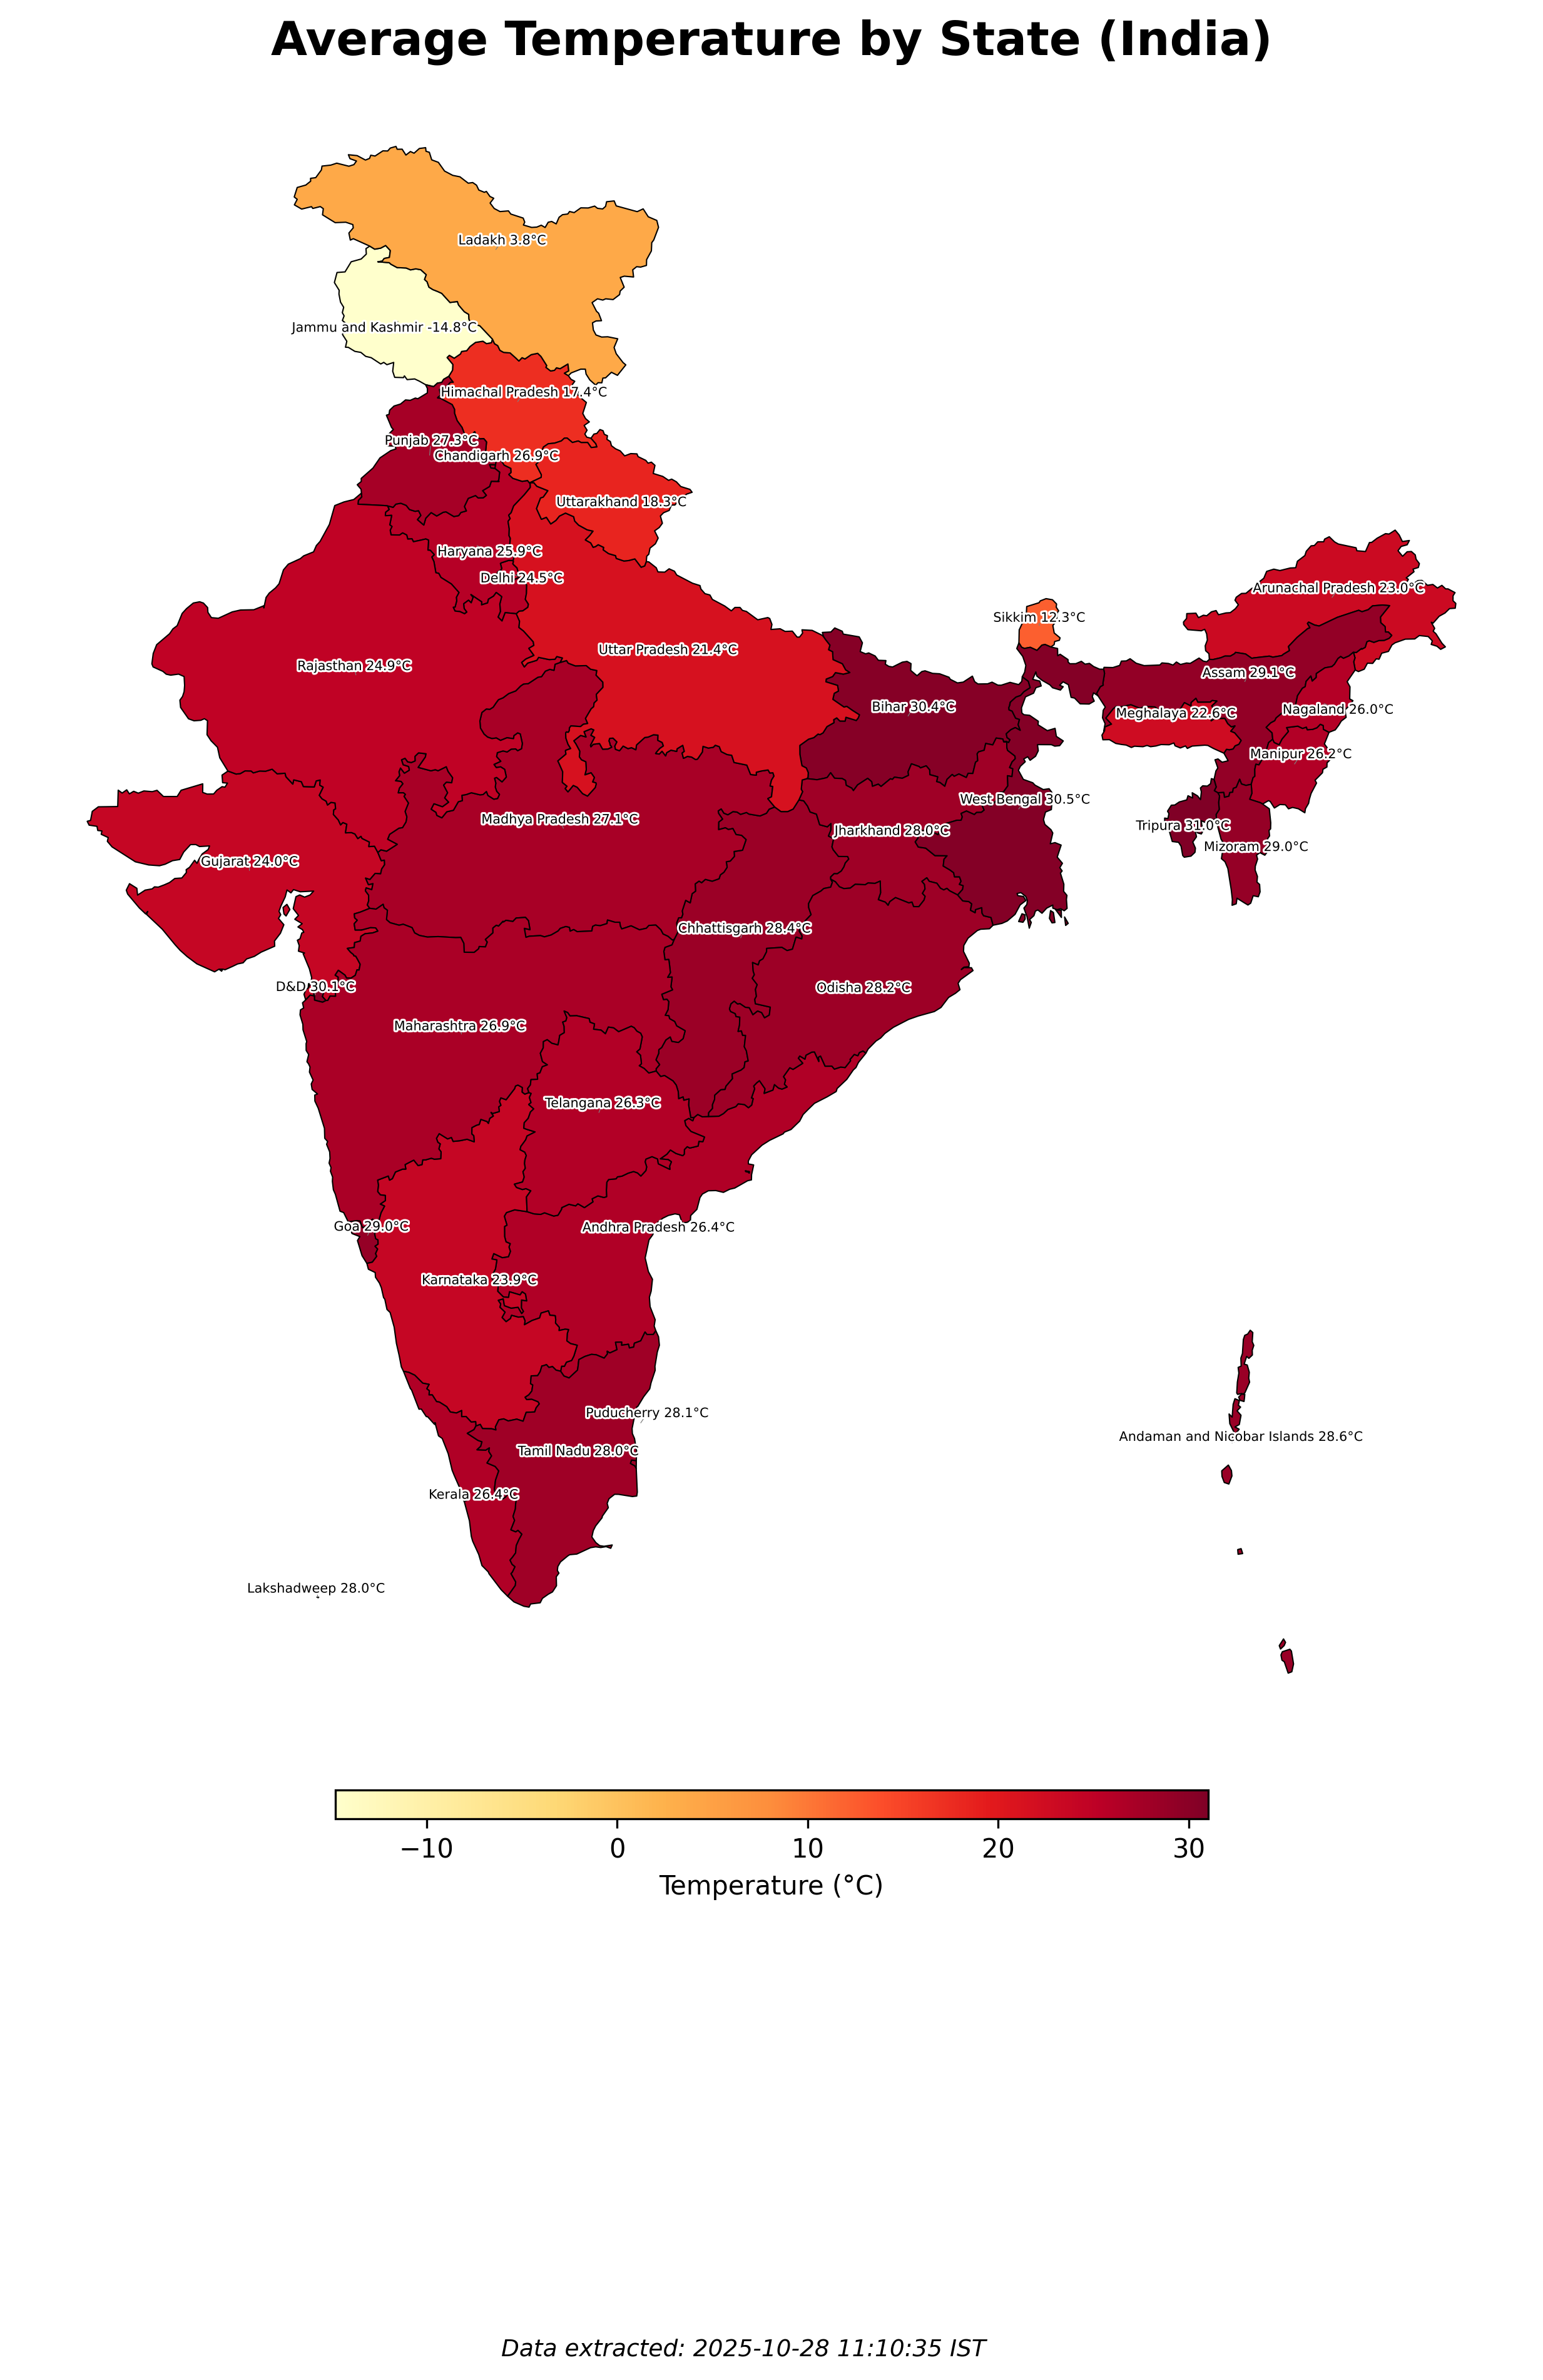 Average Temperature by State (India)
Ladakh 3.8°C
Jammu and Kashmir -14.8°C
Himachal Pradesh 17.4°C
Punjab 27.3°C
Chandigarh 26.9°C
Uttarakhand 18.3°C
Haryana 25.9°C
Delhi 24.5°C
Arunachal Pradesh 23.0°C
Sikkim 12.3°C
Uttar Pradesh 21.4°C
Rajasthan 24.9°C
Assam 29.1°C
Bihar 30.4°C
Meghalaya 22.6°C
Nagaland 26.0°C
Manipur 26.2°C
West Bengal 30.5°C
Madhya Pradesh 27.1°C
Tripura 31.0°C
Jharkhand 28.0°C
Mizoram 29.0°C
Gujarat 24.0°C
Chhattisgarh 28.4°C
D&D 30.1°C
Odisha 28.2°C
Maharashtra 26.9°C
Telangana 26.3°C
Goa 29.0°C
Andhra Pradesh 26.4°C
Karnataka 23.9°C
Puducherry 28.1°C
Andaman and Nicobar Islands 28.6°C
Tamil Nadu 28.0°C
Kerala 26.4°C
Lakshadweep 28.0°C
−10 0 10 20 30
Temperature (°C)
Data extracted: 2025-10-28 11:10:35 IST